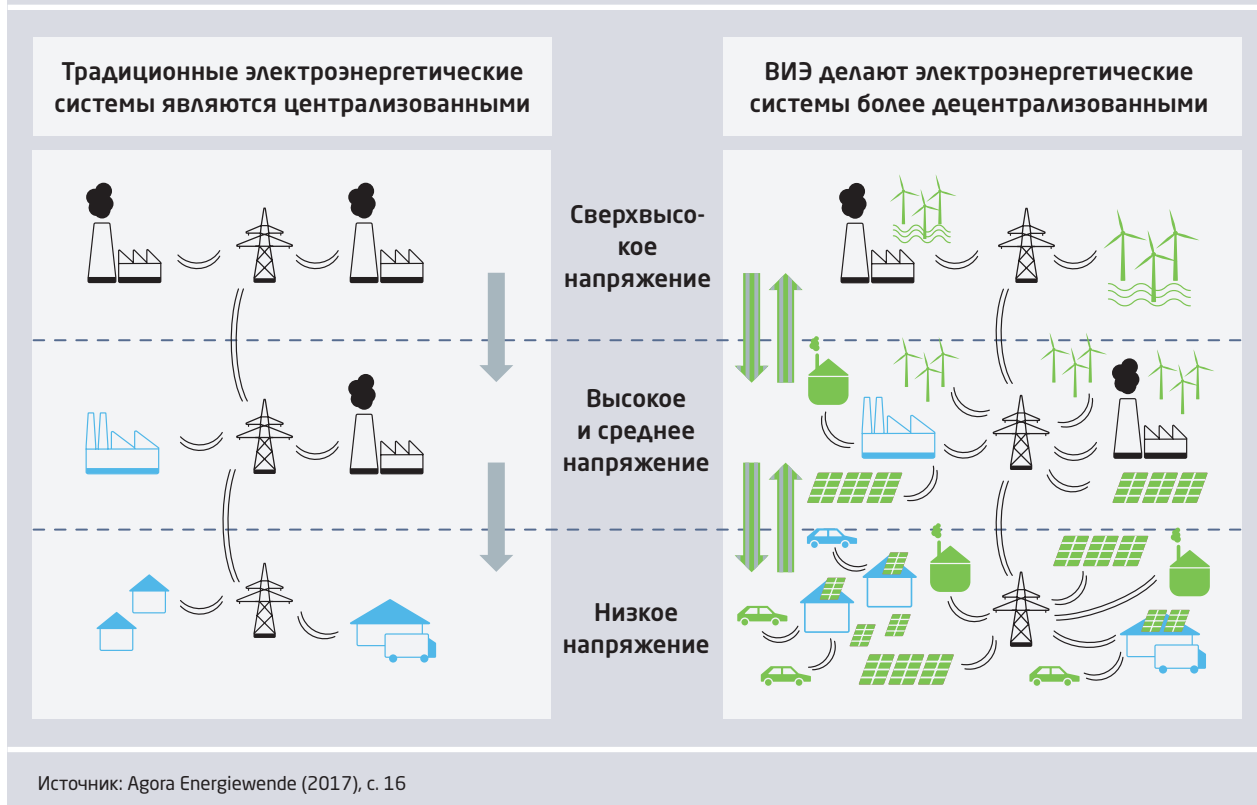 Традиционные электроэнергетические
системы являются централизованными
ВИЭ делают электроэнергетические
системы более децентрализованными
Сверхвысо-
кое
напряжение
Высокое
и среднее
напряжение
Низкое
напряжение
Источник: Agora Energiewende (2017), с. 16